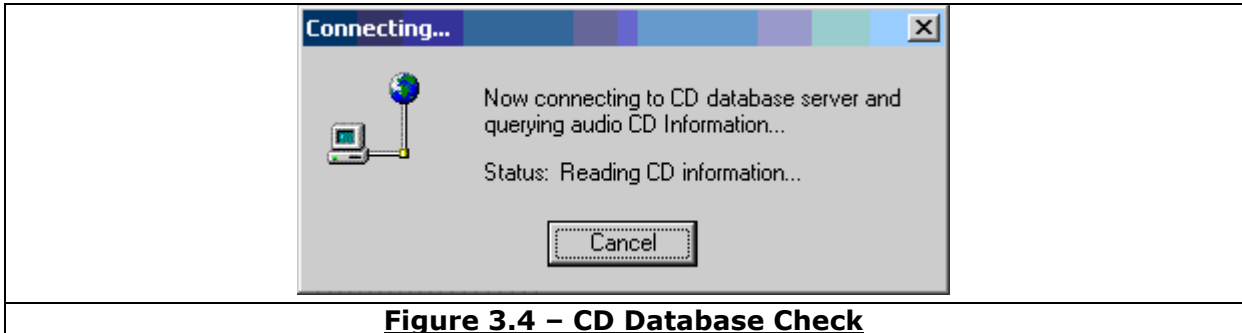 Connecting...
Now connecting to CD database server and
querying audio CD Information...
Status: Reading CD information...
Cancel
Figure 3.4 – CD Database Check